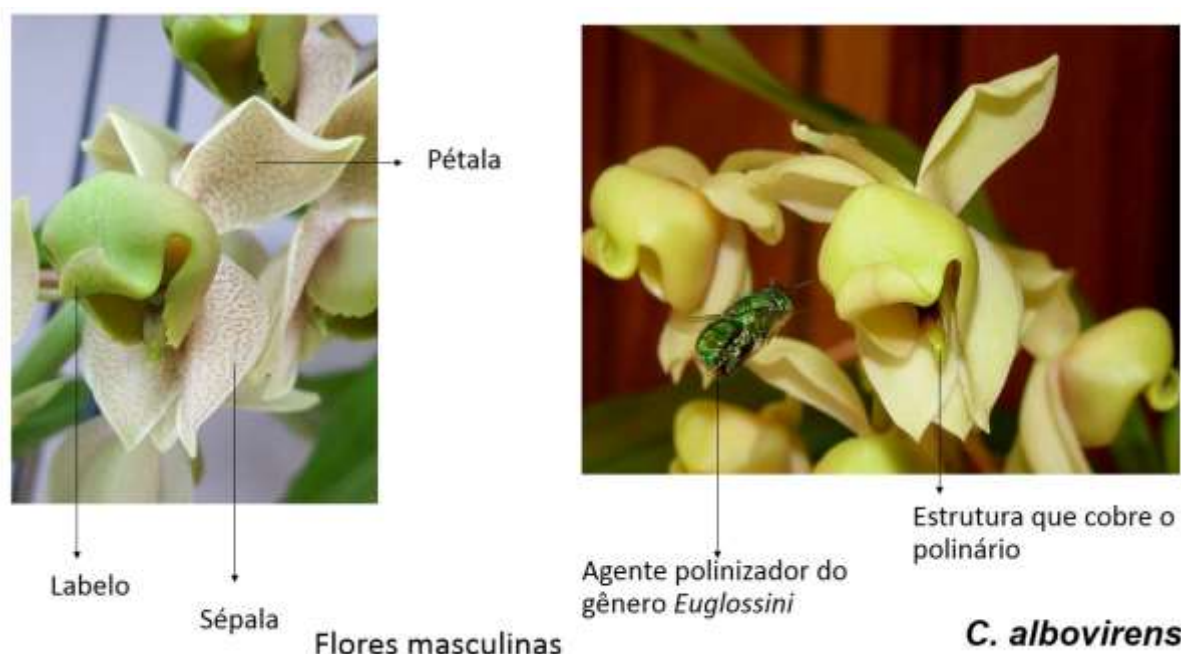 Pétala
Labelo
Sépala
Flores masculinas
Agente polinizador do
gênero Euglossini
Estrutura que cobre o
polinário
C. albovirens